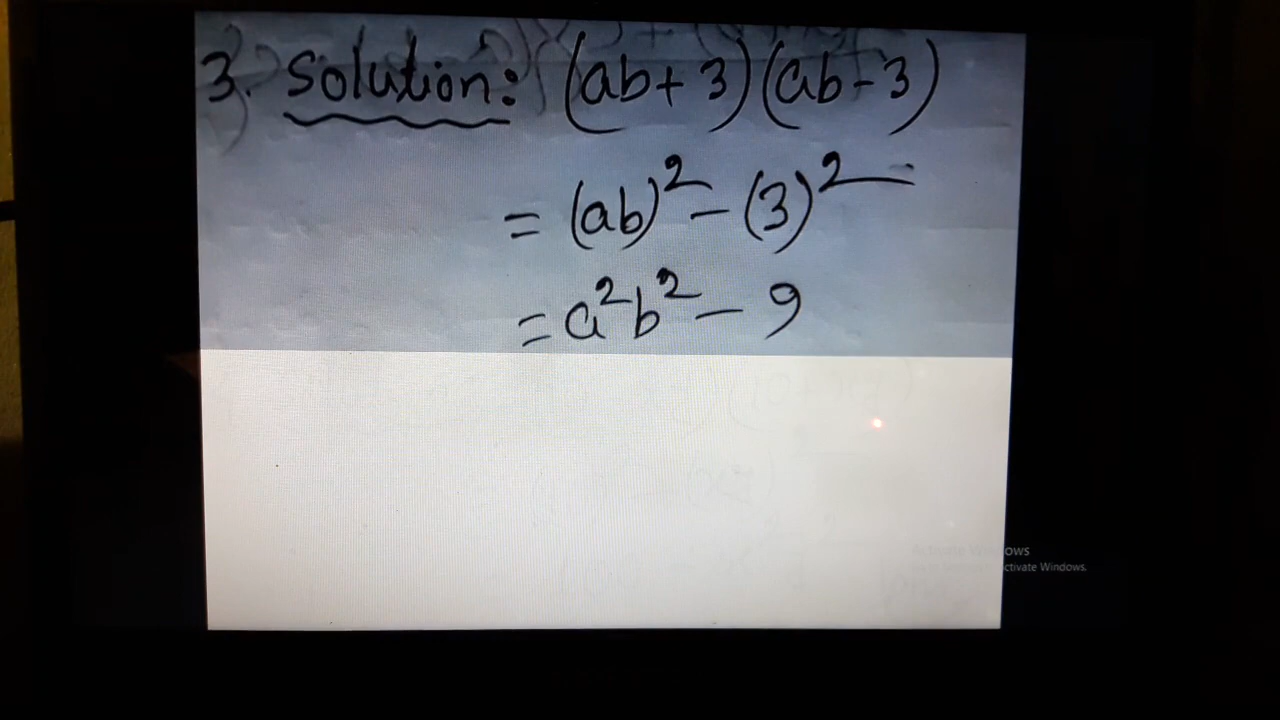 3. Solution: (ab+3)(ab-3)
= (ab)² - (3)²
= a²b² - 9